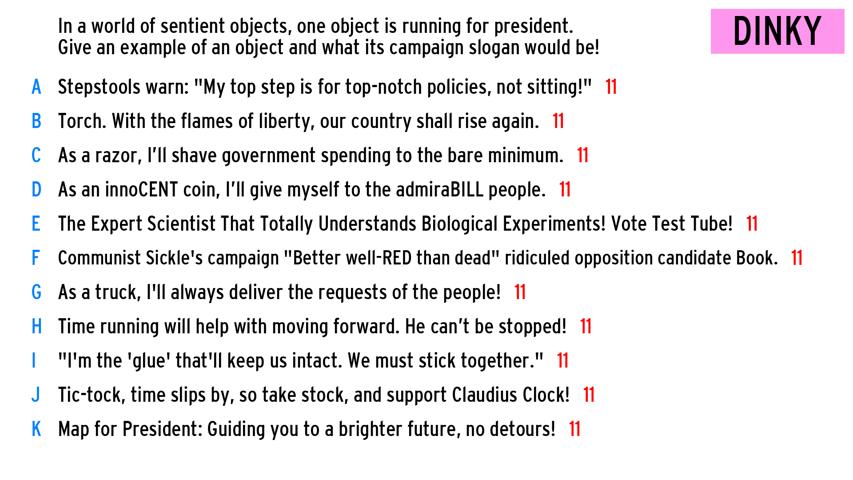 In a world of sentient objects, one object is running for president.
Give an example of an object and what its campaign slogan would be!
DINKY
A Stepstools warn: "My top step is for top-notch policies, not sitting!" 11
B Torch. With the flames of liberty, our country shall rise again. 11
C As a razor, I’ll shave government spending to the bare minimum. 11
D As an innoCENT coin, I’ll give myself to the admiraBILL people. 11
E The Expert Scientist That Totally Understands Biological Experiments! Vote Test Tube! 11
F Communist Sickle's campaign "Better well-RED than dead" ridiculed opposition candidate Book. 11
G As a truck, I'll always deliver the requests of the people! 11
H Time running will help with moving forward. He can’t be stopped! 11
I "I'm the 'glue' that'll keep us intact. We must stick together." 11
J Tic-tock, time slips by, so take stock, and support Claudius Clock! 11
K Map for President: Guiding you to a brighter future, no detours! 11